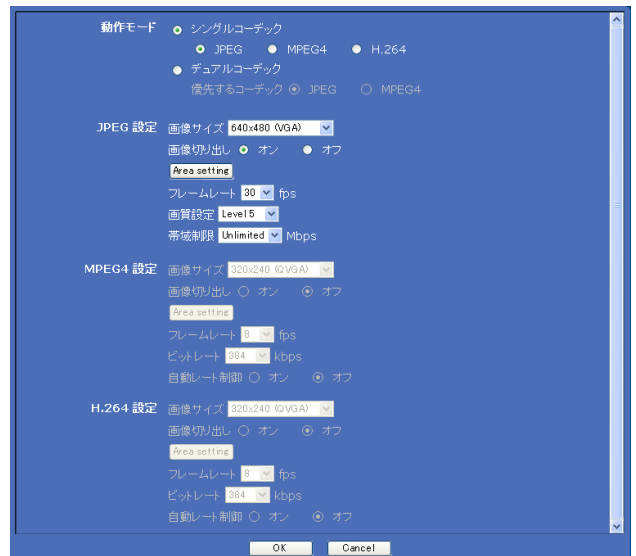 動作モード シングルコーデック
JPEG MPEG4 H.264
デュアルコーデック
優先するコーデック JPEG MPEG4
JPEG 設定 画像サイズ 640x480 (VGA)
画像切り出し オン オフ
Area setting
フレームレート 30 fps
画質設定 Level 5
帯域制限 Unlimited Mbps
MPEG4 設定 画像サイズ 320x240 (QVGA)
画像切り出し オン オフ
Area setting
フレームレート 8 fps
ビットレート 384 kbps
自動レート制御 オン オフ
H.264 設定 画像サイズ 320x240 (QVGA)
画像切り出し オン オフ
Area setting
フレームレート 8 fps
ビットレート 384 kbps
自動レート制御 オン オフ
OK Cancel